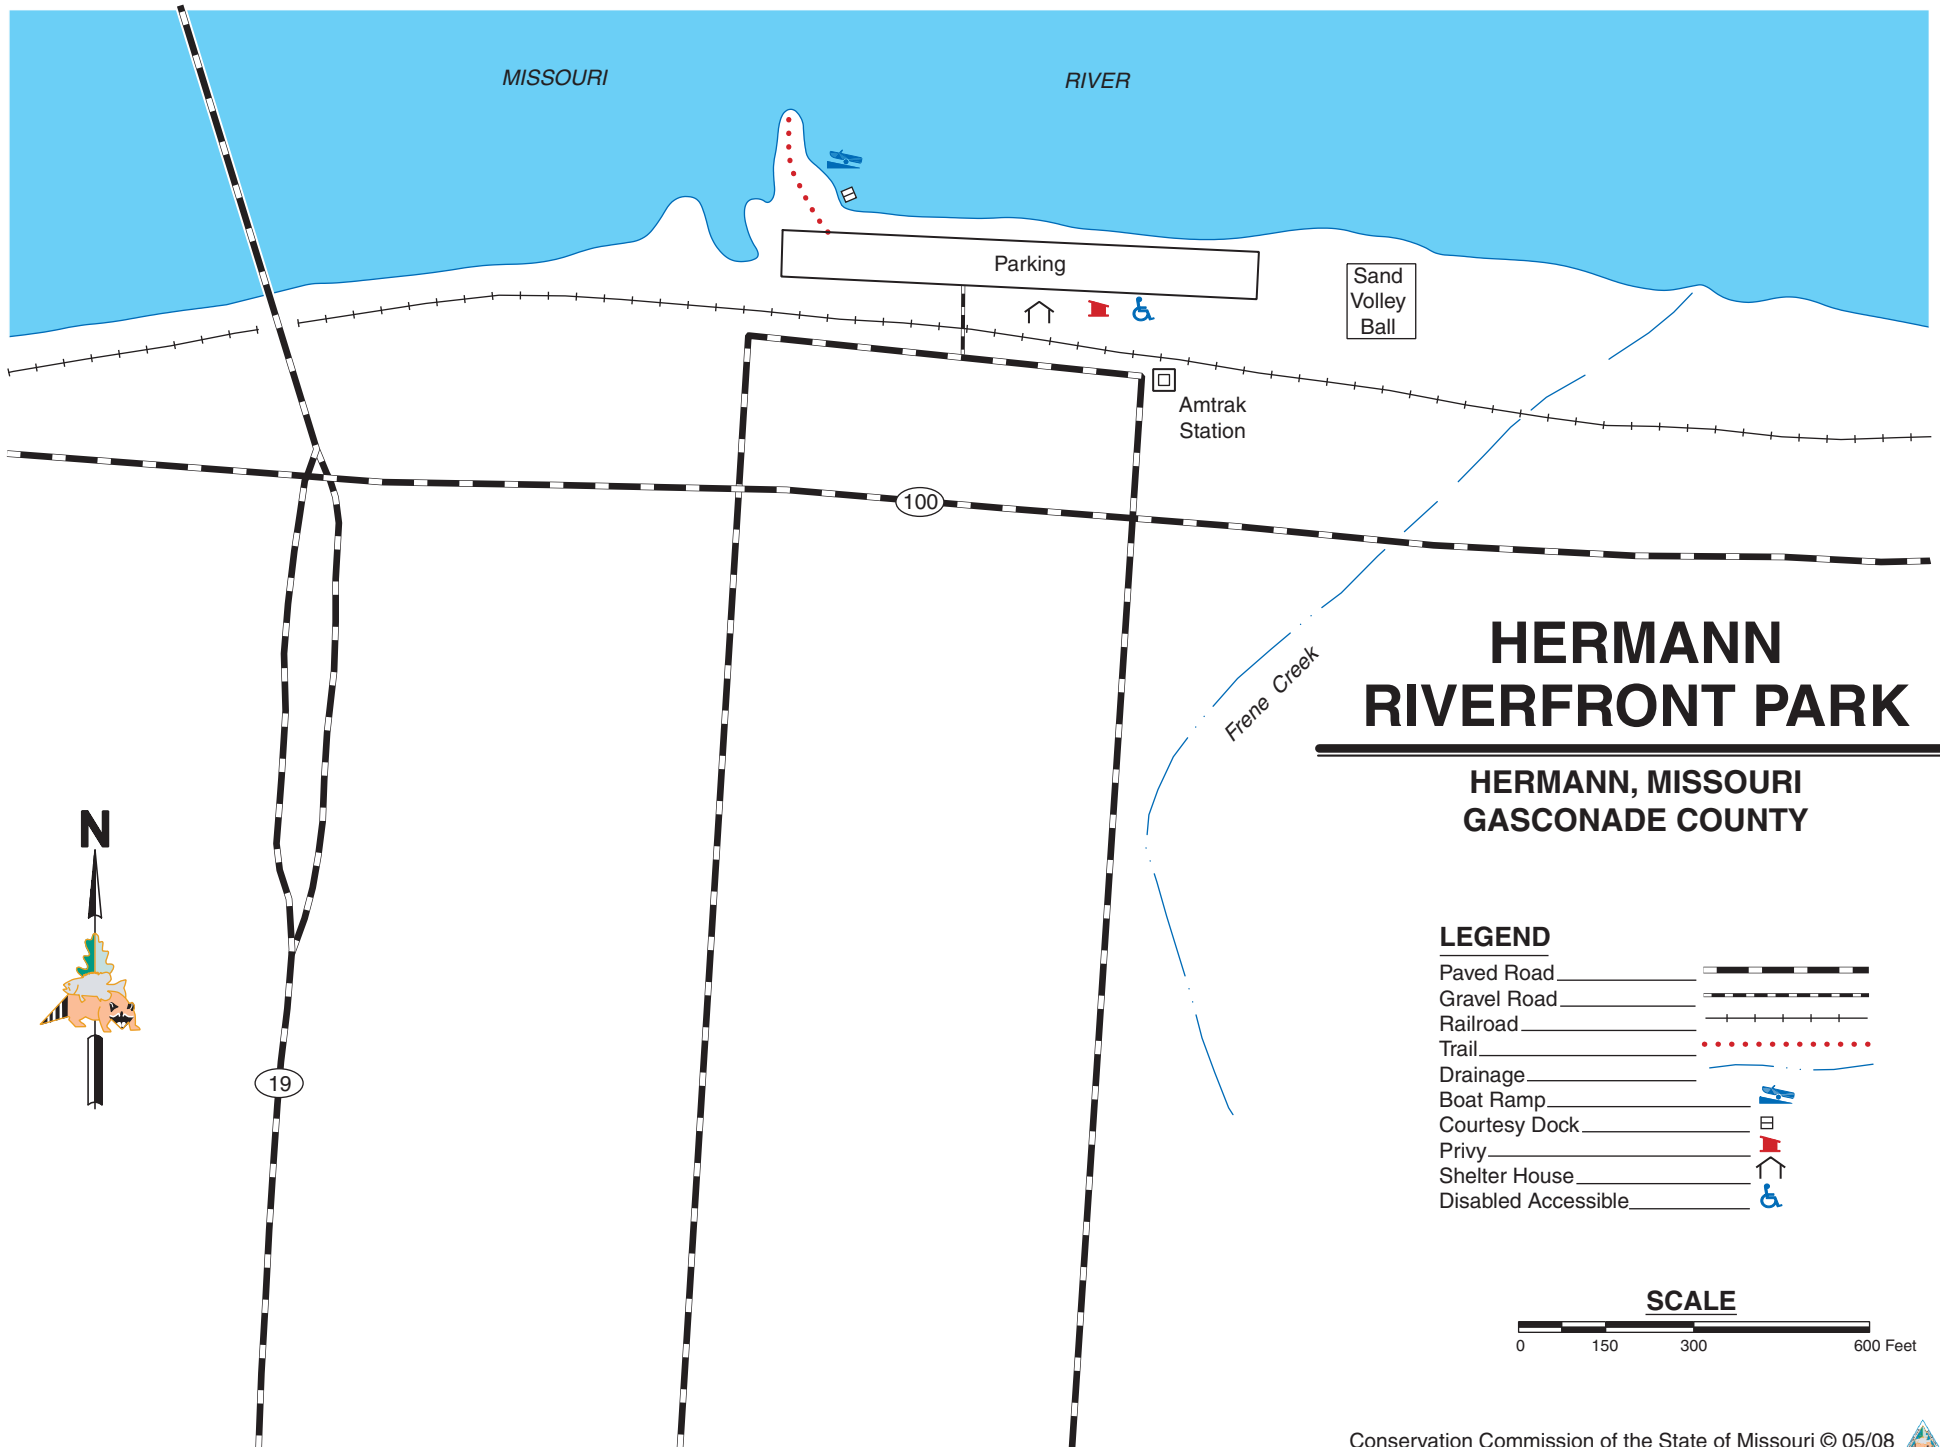 MISSOURI RIVER
Parking
Sand
Volley
Ball
Amtrak
Station
100
Frene Creek
HERMANN
RIVERFRONT PARK
HERMANN, MISSOURI
GASCONADE COUNTY
N
19
LEGEND
Paved Road
Gravel Road
Railroad
Trail
Drainage
Boat Ramp
Courtesy Dock
Privy
Shelter House
Disabled Accessible
SCALE
0 150 300 600 Feet
Conservation Commission of the State of Missouri © 05/08